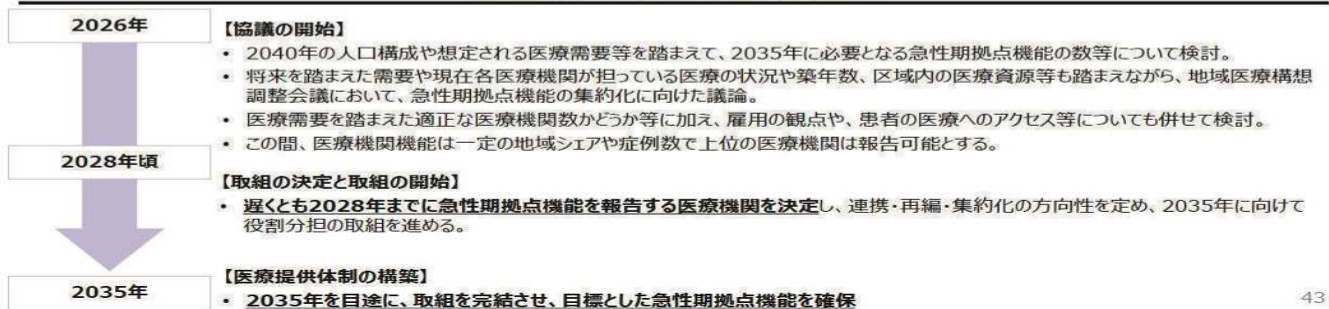 2026年
【協議の開始】
• 2040年の人口構成や想定される医療需要等を踏まえて、2035年に必要となる急性期拠点機能の数等について検討。
• 将来を踏まえた需要や現在各医療機関が担っている医療の状況や築年数、区域内の医療資源等も踏まえながら、地域医療構想
調整会議において、急性期拠点機能の集約化に向けた議論。
• 医療需要を踏まえた適正な医療機関数かどうか等に加え、雇用の観点や、患者の医療へのアクセス等についても併せて検討。
• この間、医療機関機能は一定の地域シェアや症例数で上位の医療機関は報告可能とする。
2028年頃
【取組の決定と取組の開始】
• 遅くとも2028年までに急性期拠点機能を報告する医療機関を決定し、連携・再編・集約化の方向性を定め、2035年に向けて
役割分担の取組を進める。
2035年
【医療提供体制の構築】
• 2035年を目途に、取組を完結させ、目標とした急性期拠点機能を確保
43